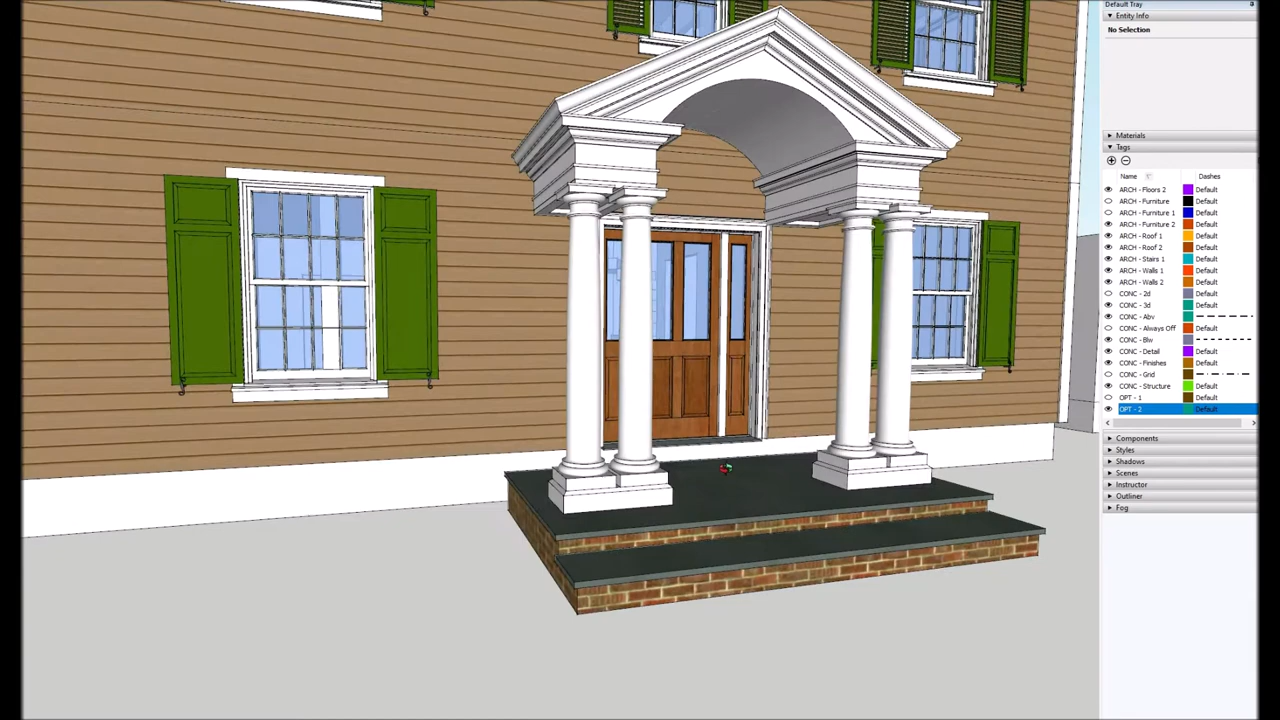 Default Tray
Entity Info
No Selection
Materials
Tags
Name Dashes
ARCH - Floors 2 Default
ARCH - Furniture Default
ARCH - Furniture 1 Default
ARCH - Furniture 2 Default
ARCH - Roof 1 Default
ARCH - Roof 2 Default
ARCH - Stairs 1 Default
ARCH - Walls 1 Default
ARCH - Walls 2 Default
CONC - 2d Default
CONC - 3d Default
CONC - Abv
CONC - Always Off Default
CONC - Blw
CONC - Detail Default
CONC - Finishes Default
CONC - Grid
CONC - Structure Default
OPT - 1 Default
OPT - 2 Default
Components
Styles
Shadows
Scenes
Instructor
Outliner
Fog